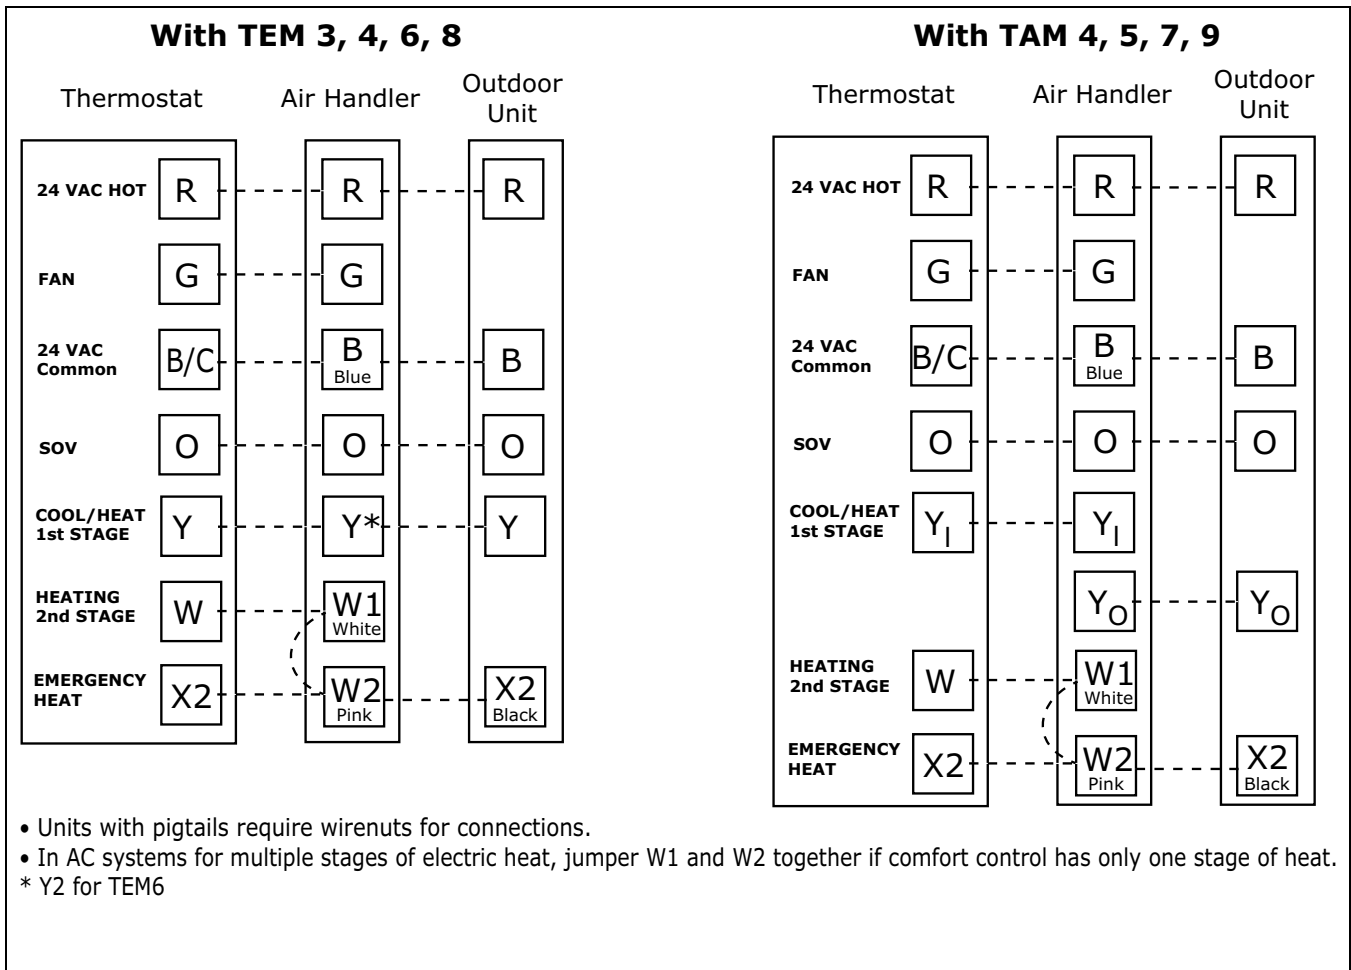 With TEM 3, 4, 6, 8
Thermostat
Air Handler
Outdoor
Unit
24 VAC HOT R R R
FAN G G
24 VAC
Common
B/C B B
Blue
SOV O O O
COOL/HEAT
1st STAGE
Y Y* Y
HEATING
2nd STAGE
W W1
White
EMERGENCY
HEAT
X2 W2 X2
Pink Black
With TAM 4, 5, 7, 9
Thermostat
Air Handler
Outdoor
Unit
24 VAC HOT R R R
FAN G G
24 VAC
Common
B/C B B
Blue
SOV O O O
COOL/HEAT
1st STAGE
YI YI
YO YO
HEATING
2nd STAGE
W W1
White
EMERGENCY
HEAT
X2 W2 X2
Pink Black
• Units with pigtails require wirenuts for connections.
• In AC systems for multiple stages of electric heat, jumper W1 and W2 together if comfort control has only one stage of heat.
* Y2 for TEM6